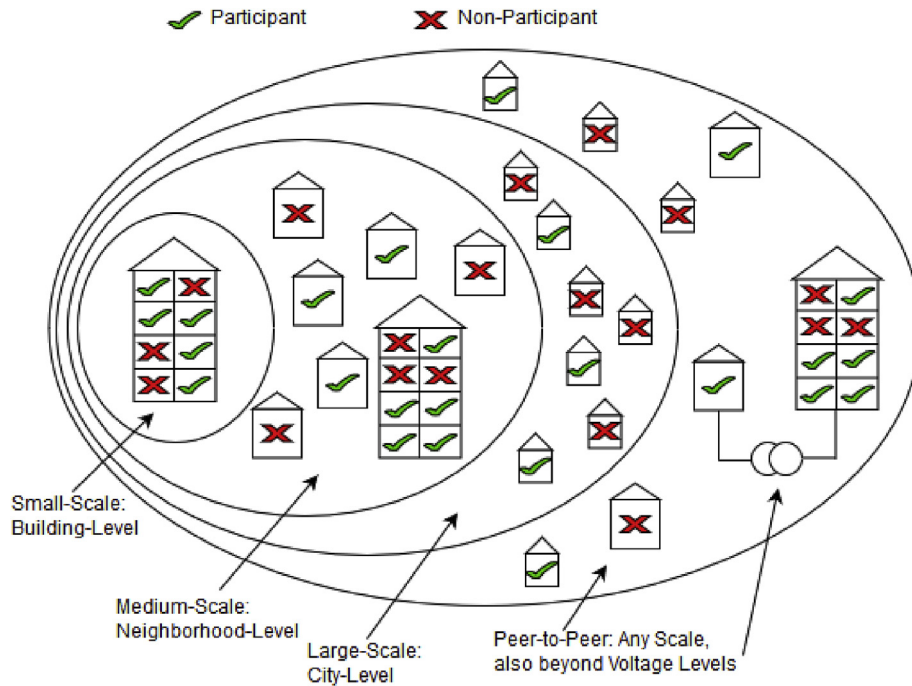 Participant
Non-Participant
Small-Scale:
Building-Level
Medium-Scale:
Neighborhood-Level
Large-Scale:
City-Level
Peer-to-Peer: Any Scale,
also beyond Voltage Levels